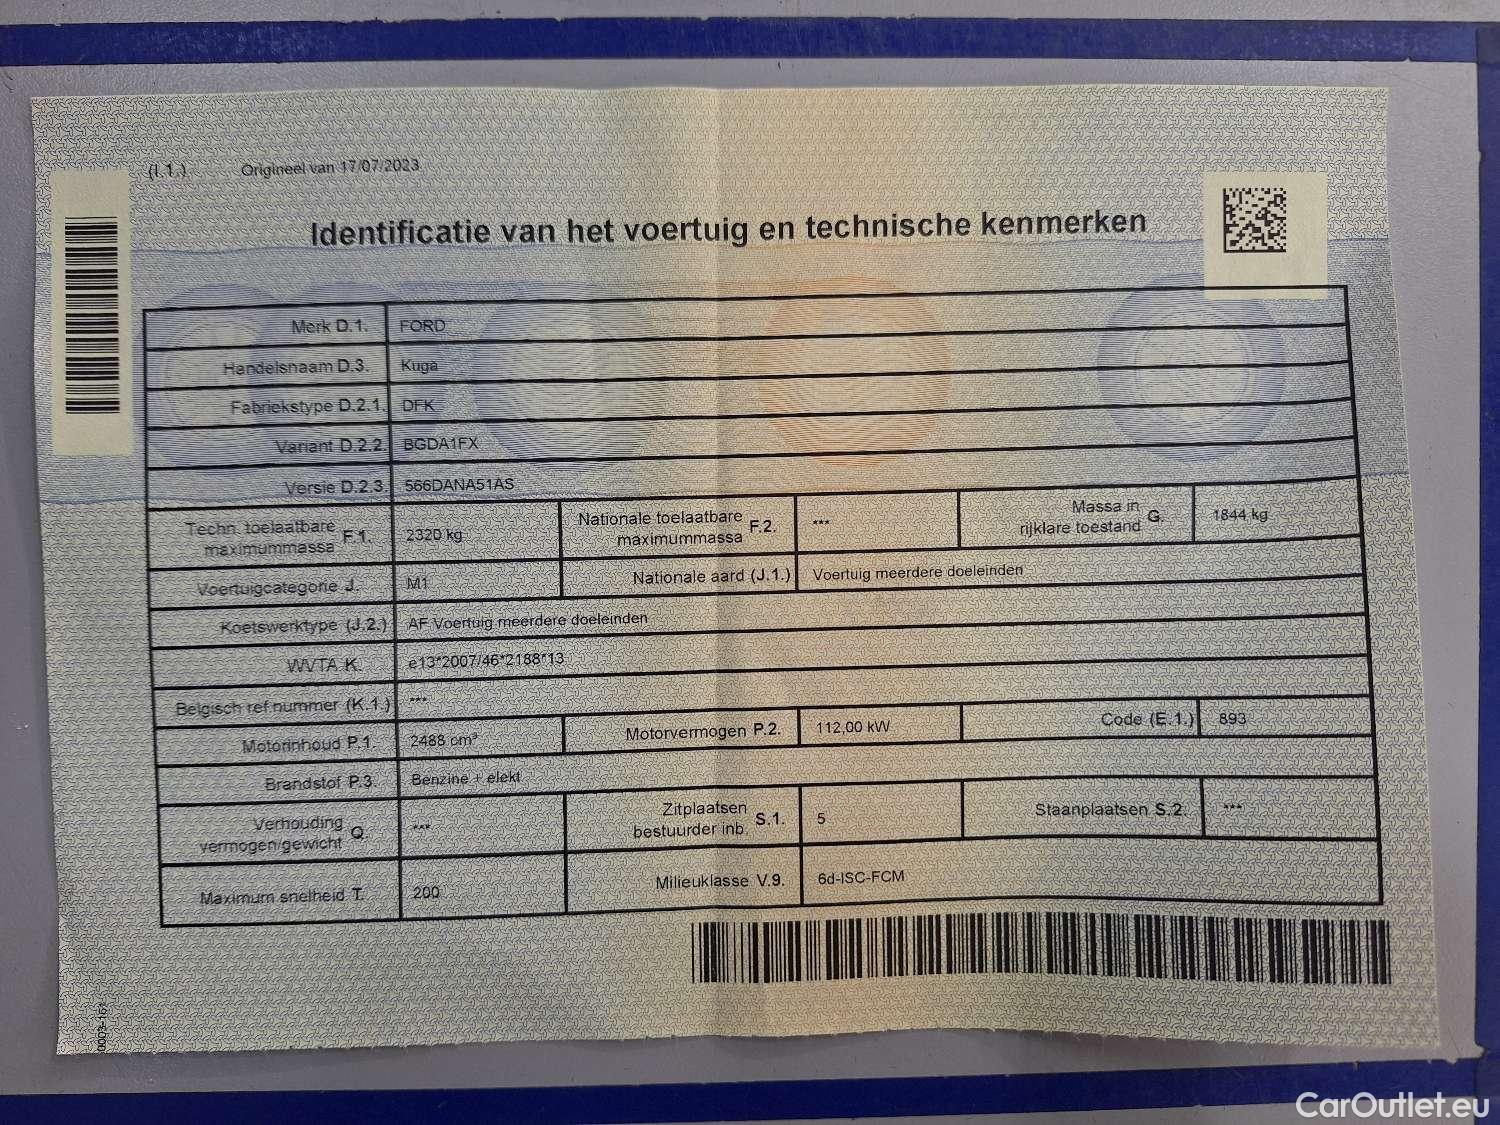 (I.1.) Origineel van 17/07/2023
Identificatie van het voertuig en technische kenmerken
Merk D.1. FORD
Handelsnaam D.3. Kuga
Fabriekstype D.2.1. DFK
Variant D.2.2. BGDA1FX
Versie D.2.3. 566DANA51AS
Techn. toelaatbare maximummassa F.1. 2320 kg Nationale toelaatbare maximummassa F.2. *** Massa in rijklare toestand G. 1844 kg
Voertuigcategorie J. M1 Nationale aard (J.1.) Voertuig meerdere doeleinden
Koetswerktype (J.2.) AF Voertuig meerdere doeleinden
WVTA K. e13*2007/46*2188*13
Belgisch ref.nummer (K.1.) ***
Motorinhoud P.1. 2488 cm³ Motorvermogen P.2. 112,00 kW Code (E.1.) 893
Brandstof P.3. Benzine + elekt
Verhouding vermogen/gewicht Q. *** Zitplaatsen bestuurder inb. S.1. 5 Staanplaatsen S.2. ***
Maximum snelheid T. 200 Milieuklasse V.9. 6d-ISC-FCM
CarOutlet.eu